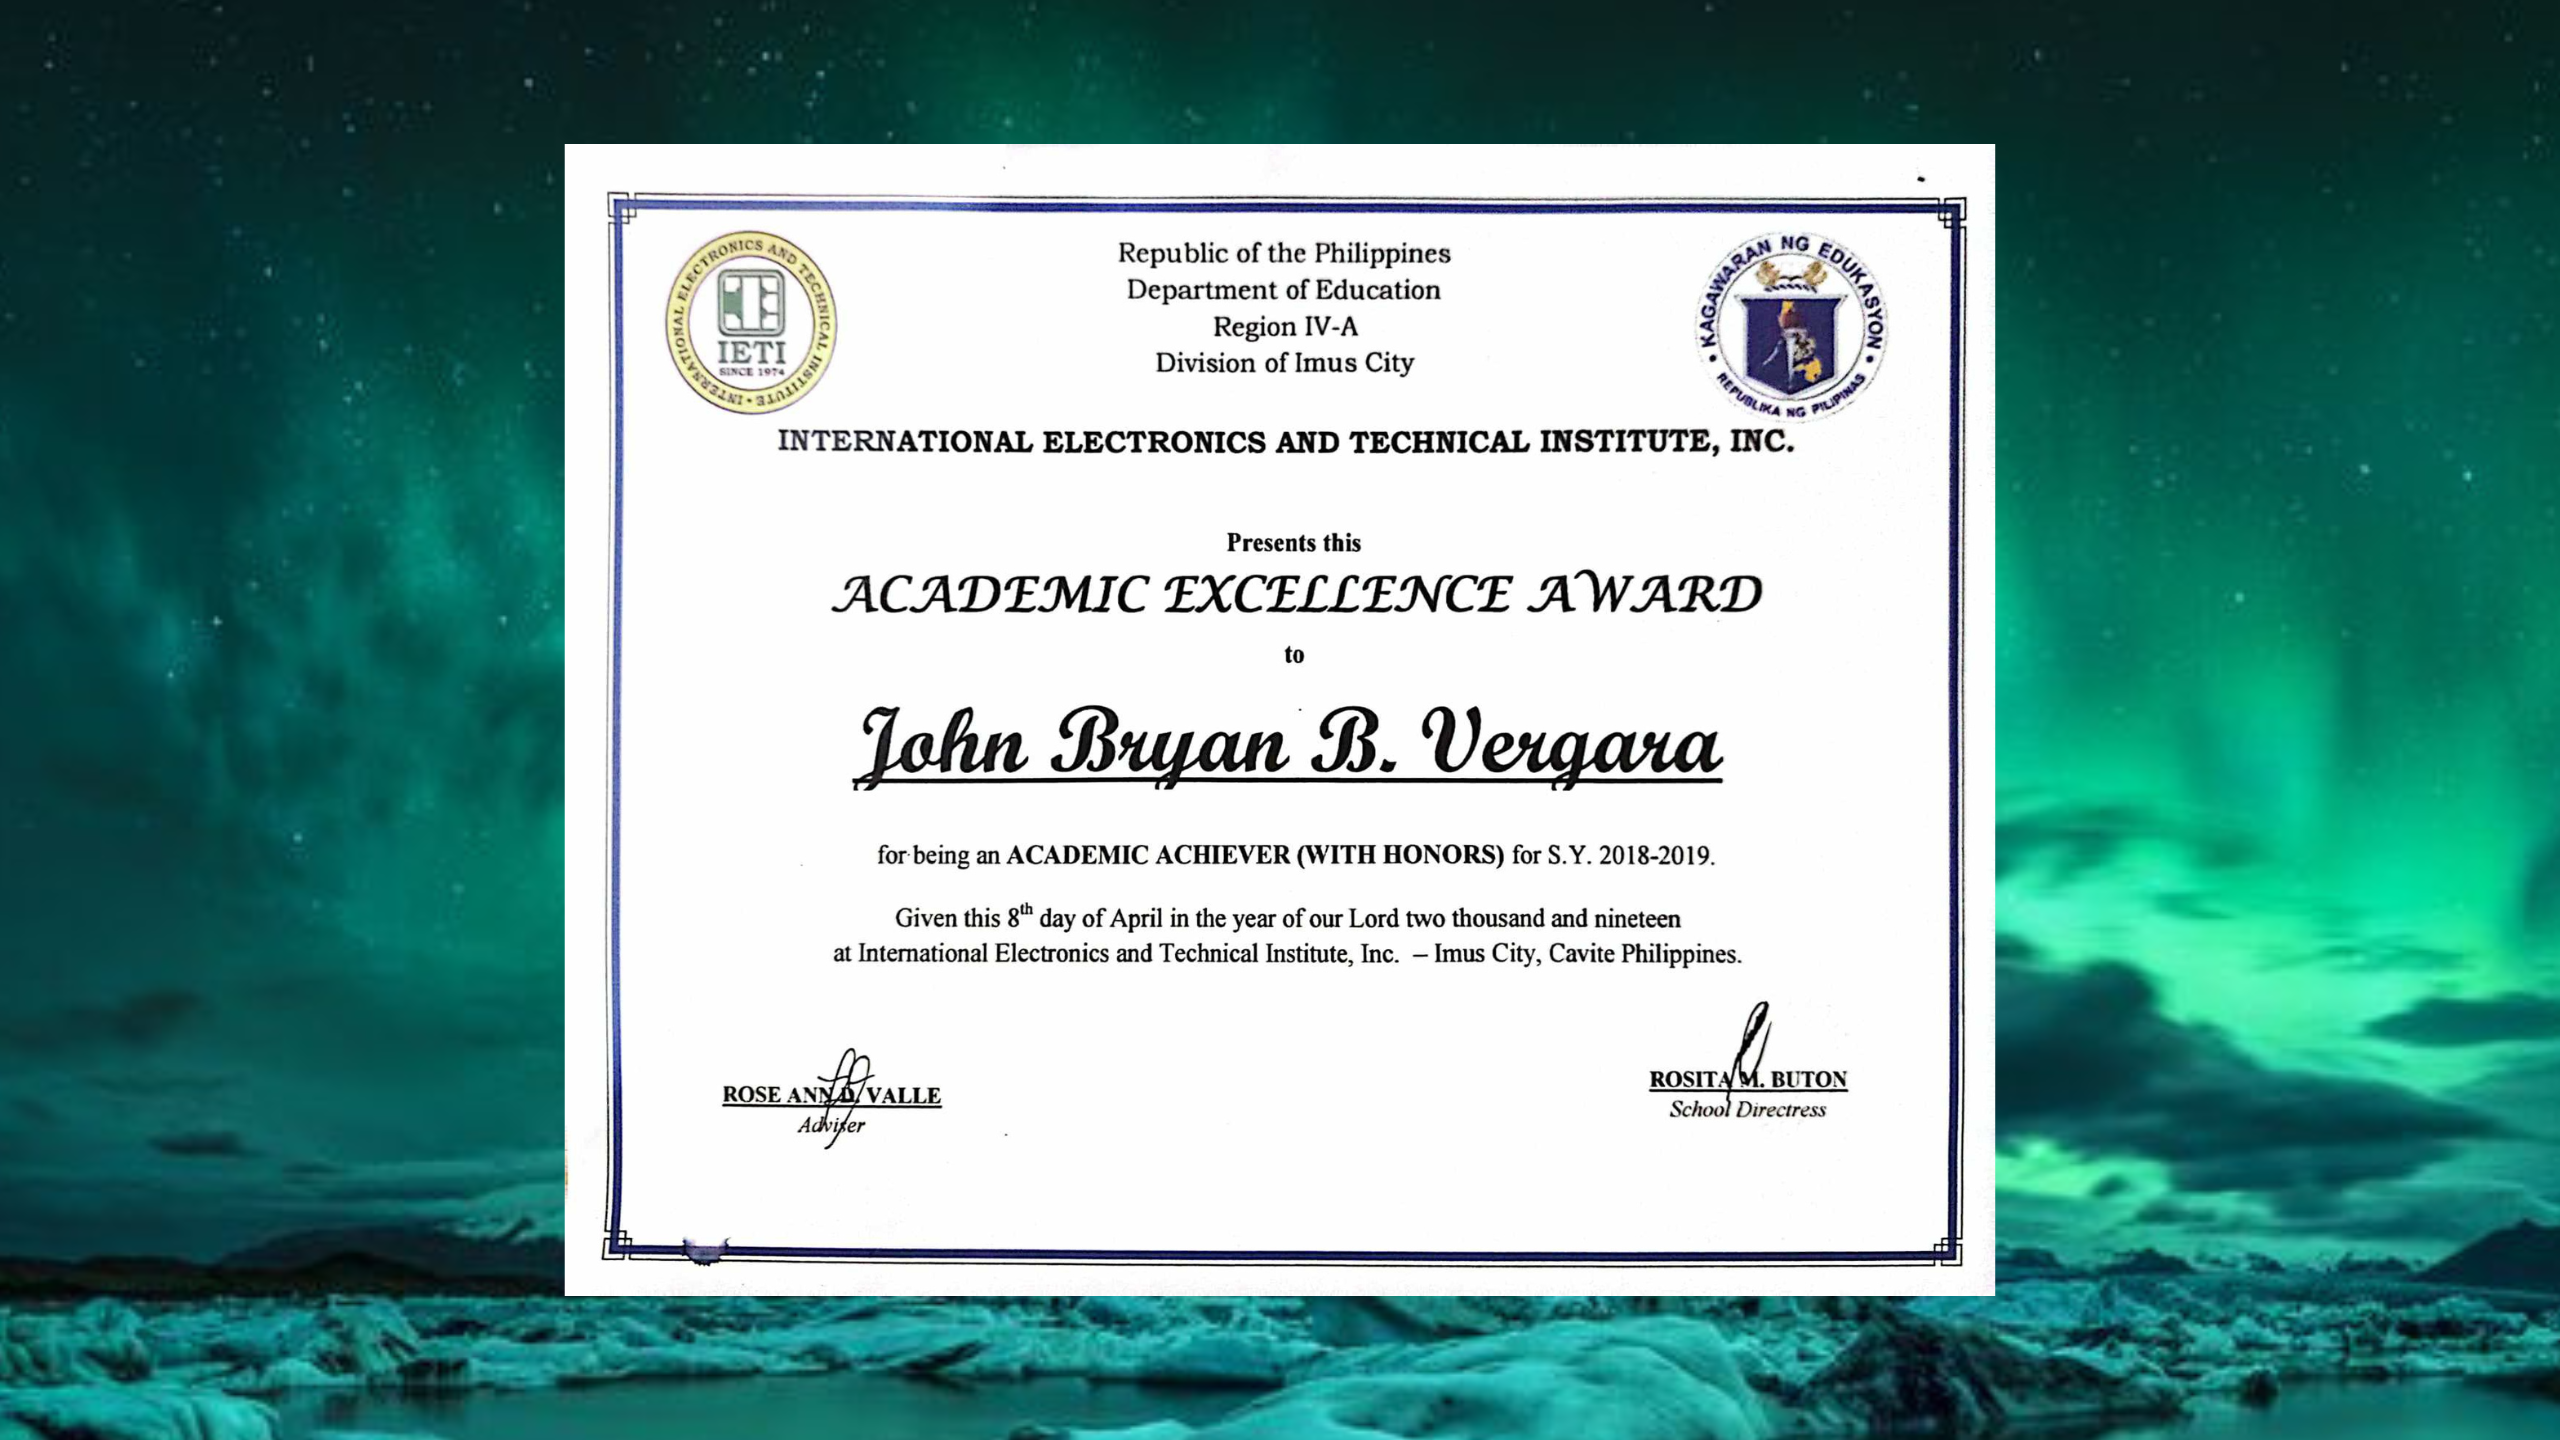 INTERNATIONAL ELECTRONICS AND TECHNICAL INSTITUTE • INTERNATIONAL
IETI
SINCE 1974
Republic of the Philippines
Department of Education
Region IV-A
Division of Imus City
• KAGAWARAN NG EDUKASYON •
REPUBLIKA NG PILIPINAS
INTERNATIONAL ELECTRONICS AND TECHNICAL INSTITUTE, INC.
Presents this
ACADEMIC EXCELLENCE AWARD
to
John Bryan B. Vergara
for being an ACADEMIC ACHIEVER (WITH HONORS) for S.Y. 2018-2019.
Given this 8th day of April in the year of our Lord two thousand and nineteen
at International Electronics and Technical Institute, Inc. – Imus City, Cavite Philippines.
ROSE ANN D. VALLE
Adviser
ROSITA M. BUTON
School Directress